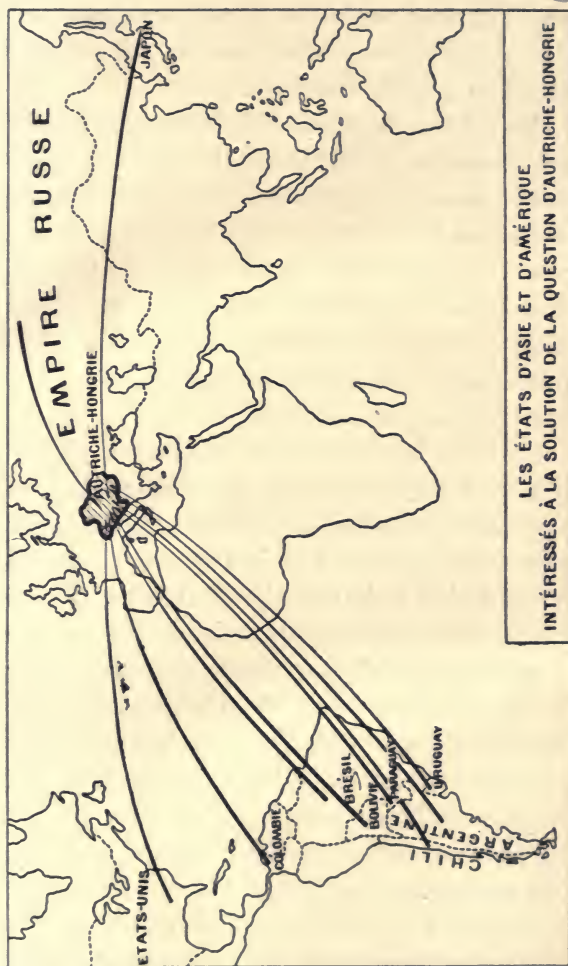 EMPIRE RUSSE
JAPON
AUTRICHE-HONGRIE
ETATS-UNIS
COLOMBIE
BRÉSIL
BOLIVIE
PARAGUAY
URUGUAY
ARGENTINE
CHILI
LES ÉTATS D'ASIE ET D'AMÉRIQUE
INTÉRESSÉS À LA SOLUTION DE LA QUESTION D'AUTRICHE-HONGRIE